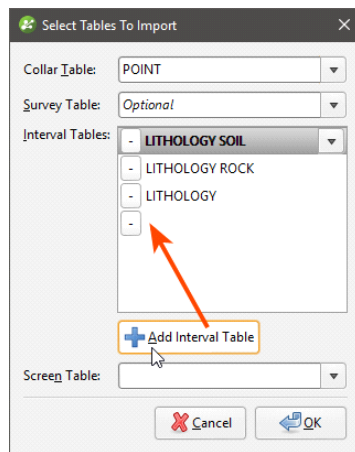 Select Tables To Import
Collar Table: POINT
Survey Table: Optional
Interval Tables: - LITHOLOGY SOIL
- LITHOLOGY ROCK
- LITHOLOGY
-
Add Interval Table
Screen Table:
Cancel OK